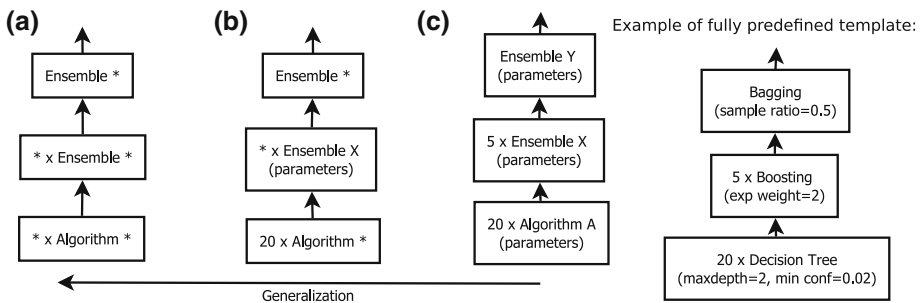 (a)
Ensemble *
* x Ensemble *
* x Algorithm *
(b)
Ensemble *
* x Ensemble X
(parameters)
20 x Algorithm *
(c)
Ensemble Y
(parameters)
5 x Ensemble X
(parameters)
20 x Algorithm A
(parameters)
Example of fully predefined template:
Bagging
(sample ratio=0.5)
5 x Boosting
(exp weight=2)
20 x Decision Tree
(maxdepth=2, min conf=0.02)
Generalization